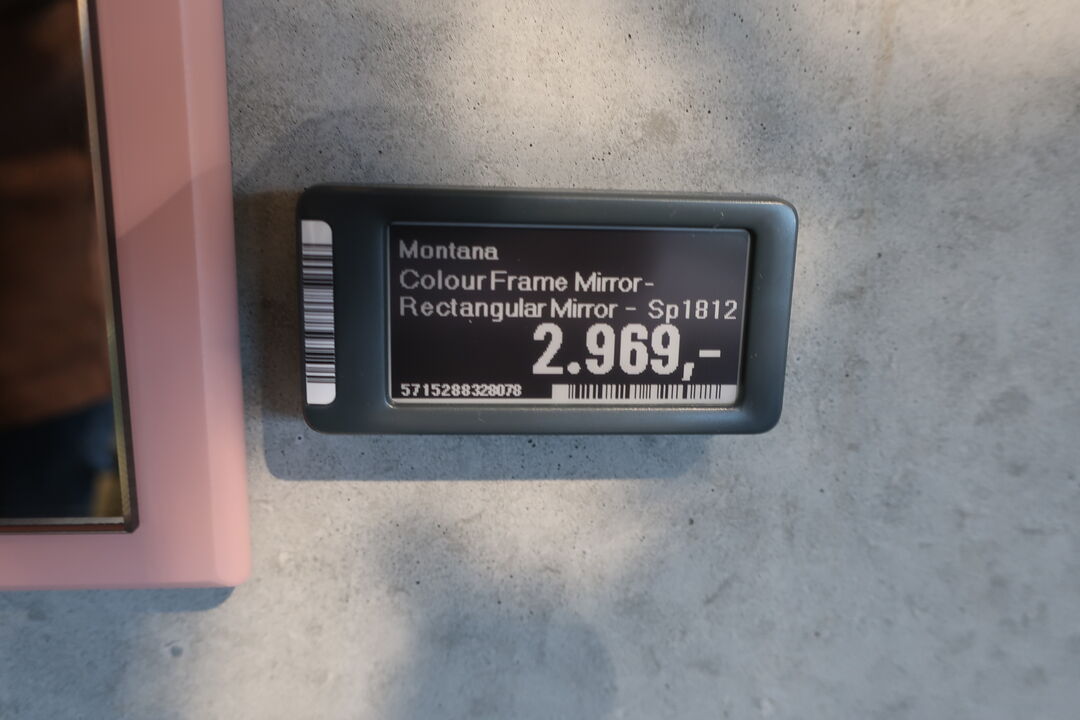 Montana
Colour Frame Mirror-
Rectangular Mirror - Sp1812
2.969,-
5715288328078